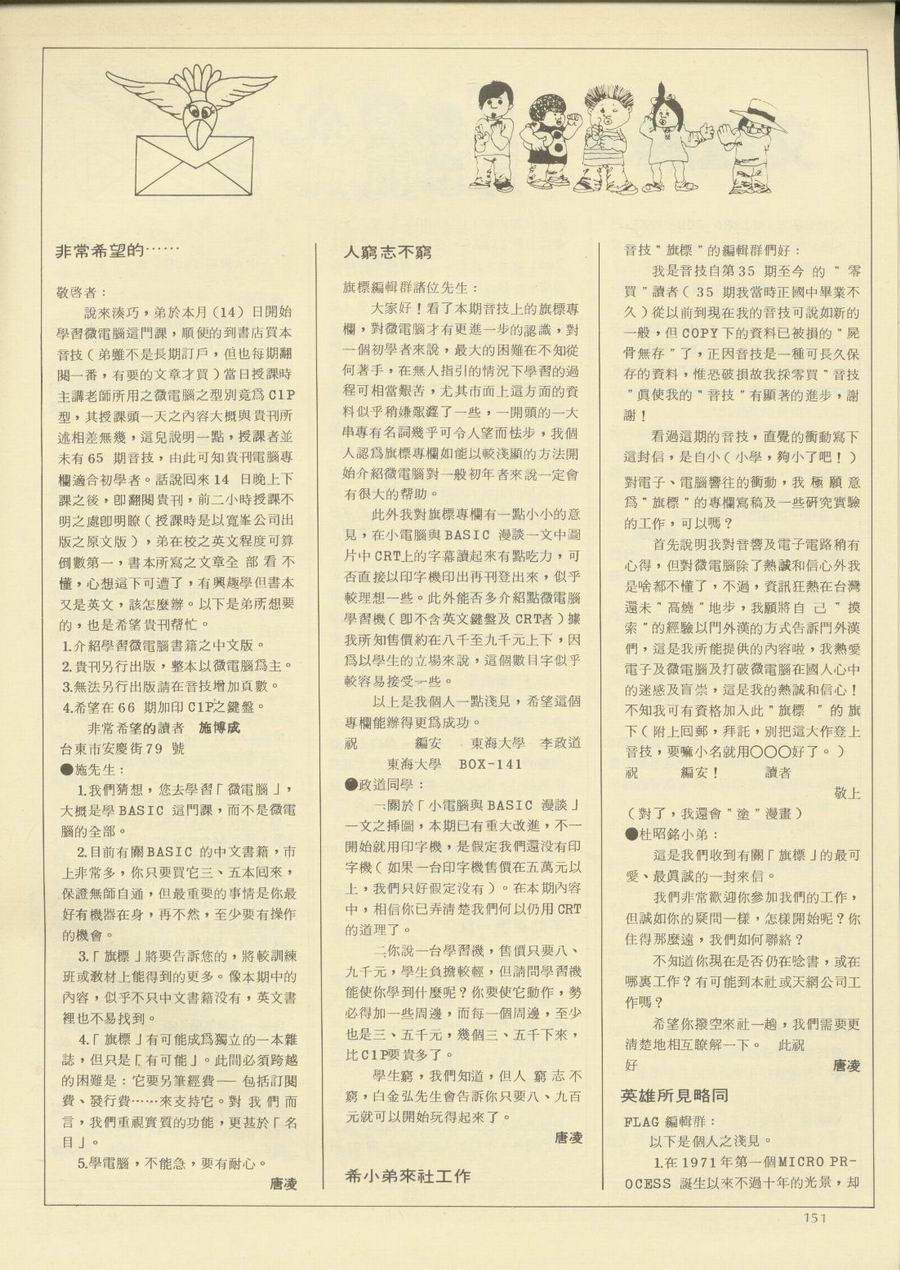 非常希望的……
敬啓者：
說來湊巧，弟於本月(14)日開始
學習微電腦這門課，順便的到書店買本
音技（弟雖不是長期訂戶，但也每期翻
閱一番，有要的文章才買）當日授課時
主講老師所用之微電腦之型別竟爲C1P
型，其授課頭一天之內容大概與貴刊所
述相差無幾，這兒說明一點，授課者並
未有65 期音技，由此可知貴刊電腦專
欄適合初學者。話說回來14 日晚上下
課之後，卽翻閱貴刊，前二小時授課不
明之處卽明瞭（授課時是以寬峯公司出
版之原文版），弟在校之英文程度可算
倒數第一，書本所寫之文章全 部 看 不
懂，心想這下可遭了，有興趣學但書本
又是英文，該怎麼辦。以下是弟所想要
的，也是希望貴刊幫忙。
1.介紹學習微電腦書籍之中文版。
2.貴刊另行出版，整本以微電腦爲主。
3.無法另行出版請在音技增加頁數。
4.希望在66 期加印C1P之鍵盤。
非常希望的讀者 施博成
台東市安慶街79 號
●施先生：
1.我們猜想，您去學習「微電腦」，
大概是學BASIC 這門課，而不是微電
腦的全部。
2.目前有關BASIC 的中文書籍，市
上非常多，你只要買它三、五本回來，
保證無師自通，但最重要的事情是你最
好有機器在身，再不然，至少要有操作
的機會。
3.「旗標」將要告訴您的，將較訓練
班或教材上能得到的更多。像本期中的
內容，似乎不只中文書籍没有，英文書
裡也不易找到。
4.「旗標」有可能成爲獨立的一本雜
誌，但只是「有可能」。此間必須跨越
的困難是：它要另筆經費——包括訂閱
費、發行費……來支持它。對 我 們 而
言，我們重視實質的功能，更甚於「名
目」。
5.學電腦，不能急，要有耐心。
唐凌
人窮志不窮
旗標編輯群諸位先生：
大家好！看了本期音技上的旗標專
欄，對微電腦才有更進一步的認識，對
一個初學者來說，最大的困難在不知從
何著手，在無人指引的情況下學習的過
程可相當艱苦，尤其市面上這方面的資
料似乎稍嫌艱澀了一些，一開頭的一大
串專有名詞幾乎可令人望而怯步，我個
人認爲旗標專欄如能以較淺顯的方法開
始介紹微電腦對一般初年者來說一定會
有很大的帮助。
此外我對旗標專欄有一點小小的意
見，在小電腦與BASIC 漫談一文中圖
片中CRT上的字幕讀起來有點吃力，可
否直接以印字機印出再刊登出來，似乎
較理想一些。此外能否多介紹點微電腦
學習機（卽不含英文鍵盤及CRT者）據
我所知售價約在八千至九千元上下，因
爲以學生的立場來說，這個數目字似乎
較容易接受一些。
以上是我個人一點淺見，希望這個
專欄能辦得更爲成功。
祝 編安 東海大學 李政道
東海大學 BOX-141
●政道同學：
一關於「小電腦與BASIC 漫談」
一文之揷圖，本期已有重大改進，不一
開始就用印字機，是假定我們還没有印
字機（如果一台印字機售價在五萬元以
上，我們只好假定没有）。在本期內容
中，相信你已弄淸楚我們何以仍用CRT
的道理了。
二你說一台學習機，售價只要八、
九千元，學生負擔較輕，但請問學習機
能使你學到什麼呢？你要使它動作，勢
必得加一些周邊，而每一個周邊，至少
也是三、五千元，幾個三、五千下來，
比C1P要貴多了。
學生窮，我們知道，但人 窮 志 不
窮，白金弘先生會告訴你只要八、九百
元就可以開始玩得起來了。
唐凌
希小弟來社工作
音技＂旗標＂的編輯群們好：
我是音技自第35 期至今 的 ＂ 零
買＂讀者（ 35 期我當時正國中畢業不
久）從以前到現在我的音技可說如新的
一般，但COPY下的資料已被損的＂屍
骨無存＂了，正因音技是一種可長久保
存的資料，惟恐破損故我採零買＂音技
＂眞使我的＂音技＂有顯著的進步，謝
謝！
看過這期的音技，直覺的衝動寫下
這封信，是自小（小學，夠小了吧！）
對電子、電腦嚮往的衝動，我 極 願 意
爲＂旗標＂的專欄寫稿及一些研究實驗
的工作，可以嗎？
首先說明我對音響及電子電路稍有
心得，但對微電腦除了熱誠和信心外我
是啥都不懂了，不過，資訊狂熱在台灣
還未＂高燒＂地步，我願將自 己 ＂ 摸
索＂的經驗以門外漢的方式告訴門外漢
們，這是我所能提供的內容啦，我熱愛
電子及微電腦及打破微電腦在國人心中
的迷惑及盲崇，這是我的熱誠和信心！
不知我可有資格加入此＂旗標 ＂的 旗
下（附上回郵，拜託，別把這大作登上
音技，要嘛小名就用○○○好了。）
祝 編安！ 讀者
敬上
（對了，我還會＂塗＂漫畫）
●杜昭銘小弟：
這是我們收到有關「旗標」的最可
愛、最眞誠的一封來信。
我們非常歡迎你參加我們的工作，
但誠如你的疑問一樣，怎樣開始呢？你
住得那麼遠，我們如何聯絡？
不知道你現在是否仍在唸書，或在
哪裏工作？有可能到本社或天網公司工
作嗎？
希望你撥空來社一趟，我們需要更
淸楚地相互瞭解一下。 此祝
好 唐凌
英雄所見略同
FLAG 編輯群：
以下是個人之淺見。
1.在1971年第一個MICRO PR-
OCESS 誕生以來不過十年的光景，却
151